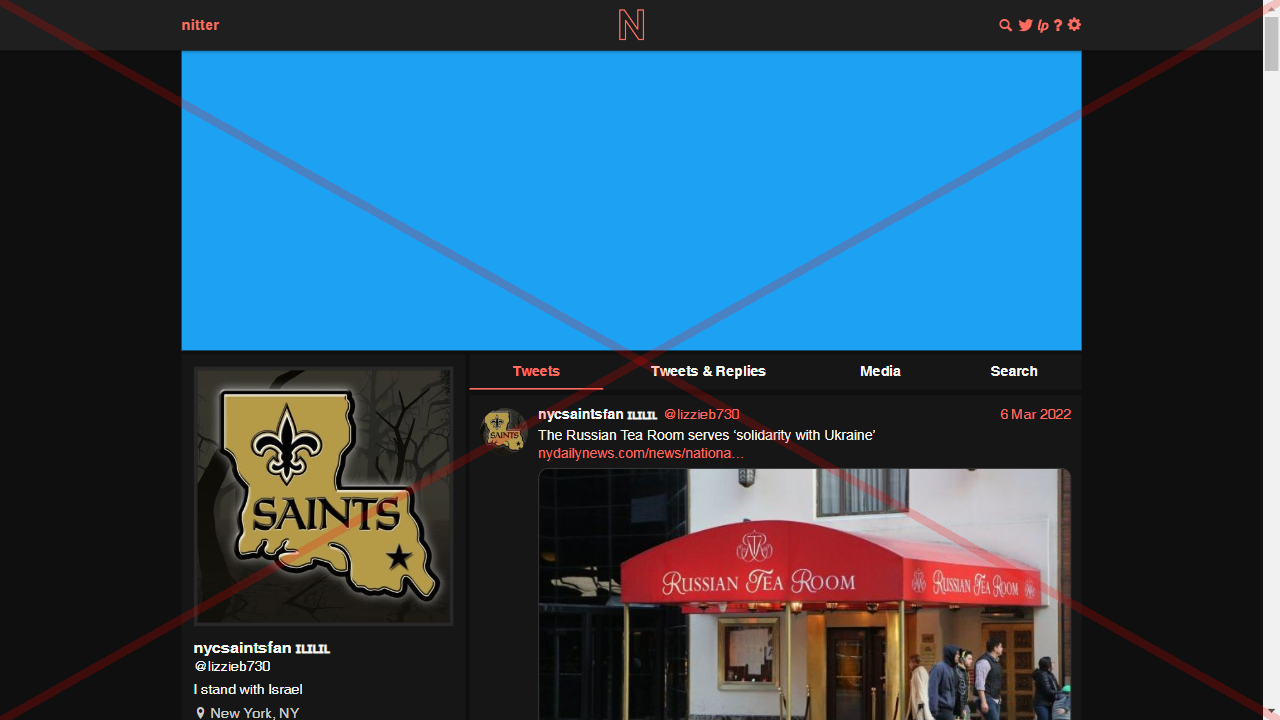 nitter
N
lp ?
SAINTS
nycsaintsfan
@lizzieb730
I stand with Israel
New York, NY
Tweets
Tweets & Replies
Media
Search
nycsaintsfan
@lizzieb730
6 Mar 2022
The Russian Tea Room serves ‘solidarity with Ukraine’
nydailynews.com/news/nationa…
RUSSIAN TEA ROOM
RUSSIAN TEA ROOM
SAINTS